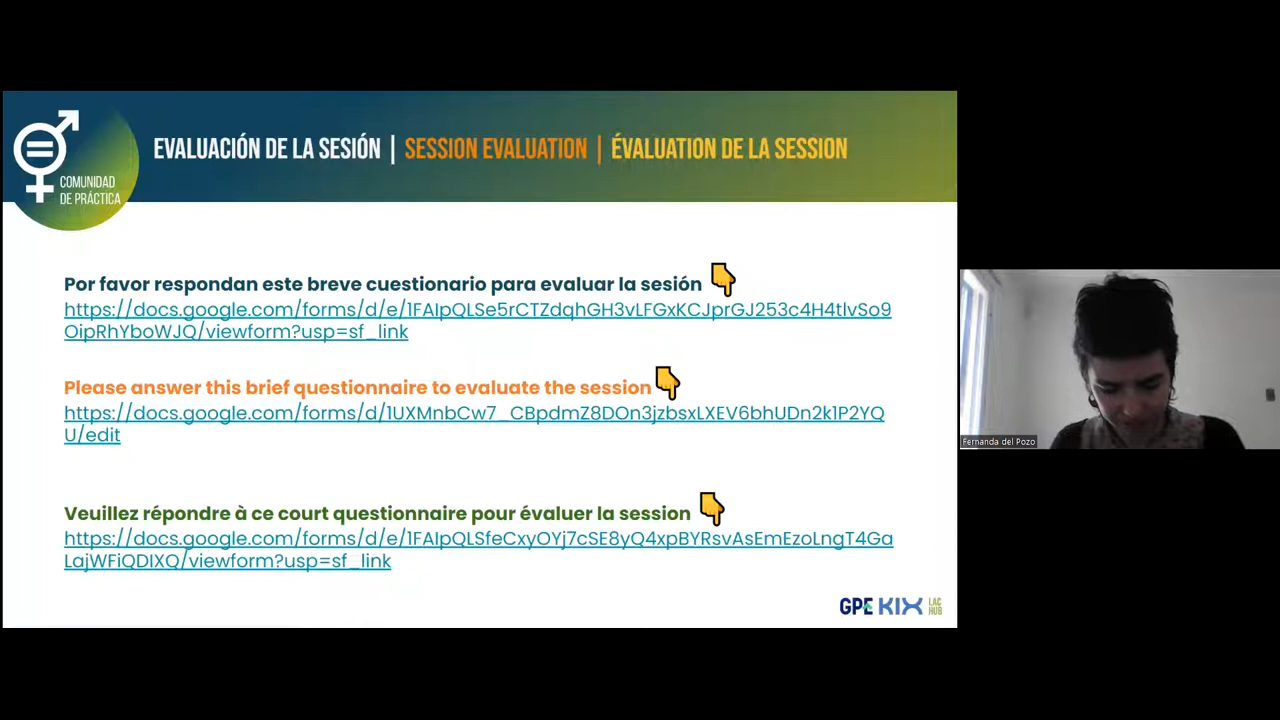 EVALUACIÓN DE LA SESIÓN | SESSION EVALUATION | ÉVALUATION DE LA SESSION
COMUNIDAD
DE PRÁCTICA
Por favor respondan este breve cuestionario para evaluar la sesión
https://docs.google.com/forms/d/e/1FAIpQLSe5rCTZdqhGH3vLFGxKCJprGJ253c4H4tlvSo9
OipRhYboWJQ/viewform?usp=sf_link
Please answer this brief questionnaire to evaluate the session
https://docs.google.com/forms/d/1UXMnbCw7_CBpdmZ8DOn3jzbsxLXEV6bhUDn2k1P2YQ
U/edit
Veuillez répondre à ce court questionnaire pour évaluer la session
https://docs.google.com/forms/d/e/1FAIpQLSfeCxyOYj7cSE8yQ4xpBYRsvAsEmEzoLngT4Ga
LajWFiQDIXQ/viewform?usp=sf_link
GPE KIX LAC
HUB
Fernanda del Pozo